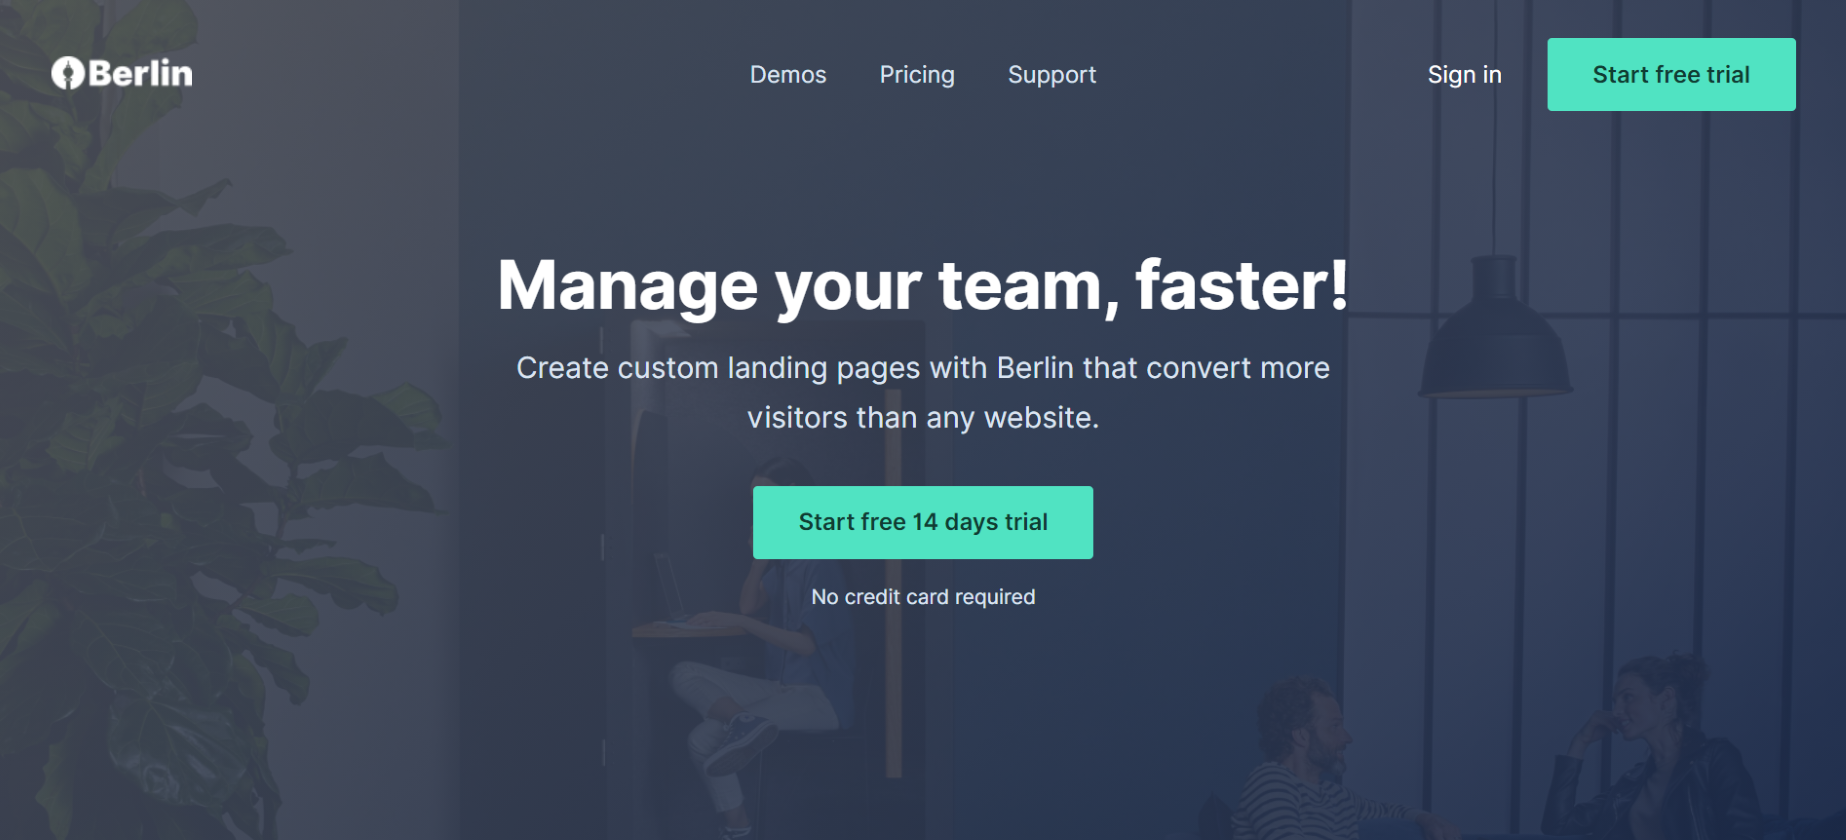 Berlin
Demos
Pricing
Support
Sign in
Start free trial
Manage your team, faster!
Create custom landing pages with Berlin that convert more
visitors than any website.
Start free 14 days trial
No credit card required